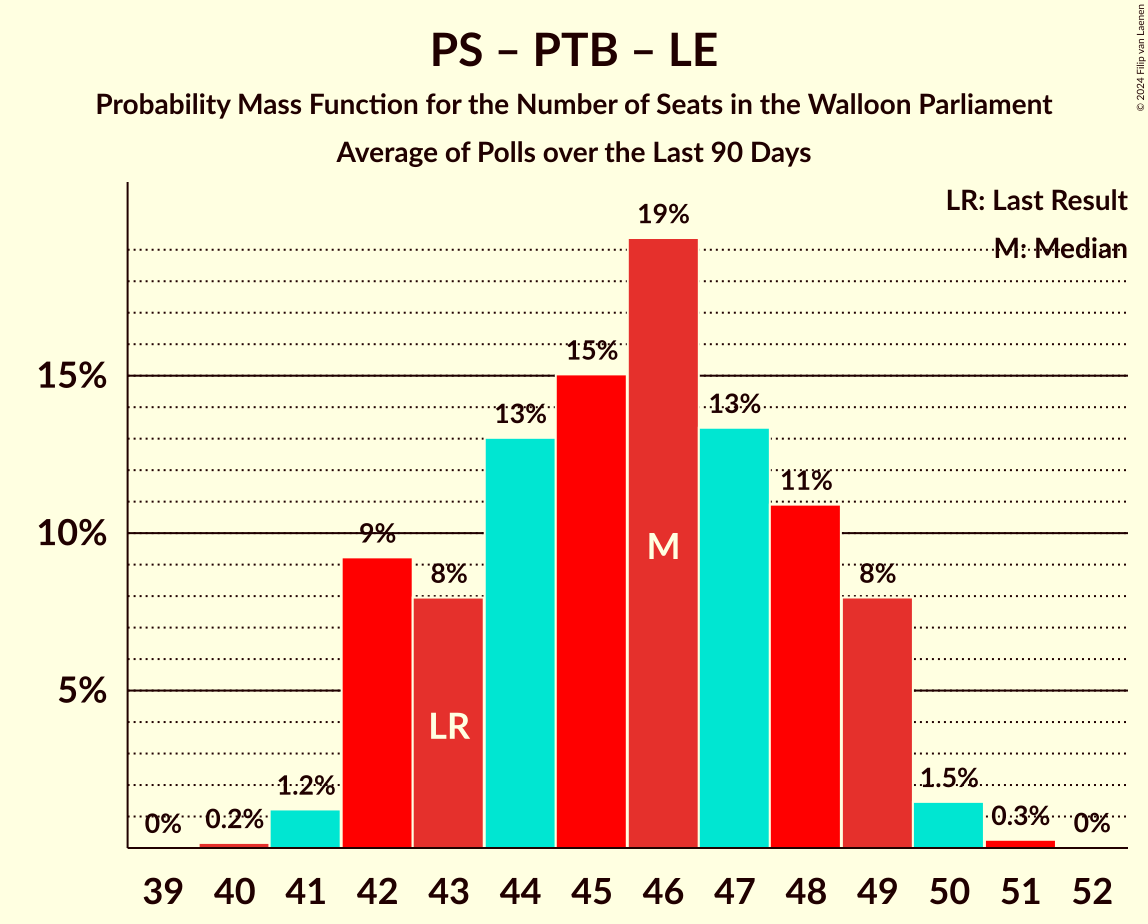 PS – PTB – LE
Probability Mass Function for the Number of Seats in the Walloon Parliament
Average of Polls over the Last 90 Days
© 2024 Filip van Laenen
LR: Last Result
M: Median
19%
15%
15%
13%
13%
11%
10%
9%
8%
8%
M
5%
LR
1.2%
1.5%
0%
0.2%
0.3%
0%
39 40 41 42 43 44 45 46 47 48 49 50 51 52